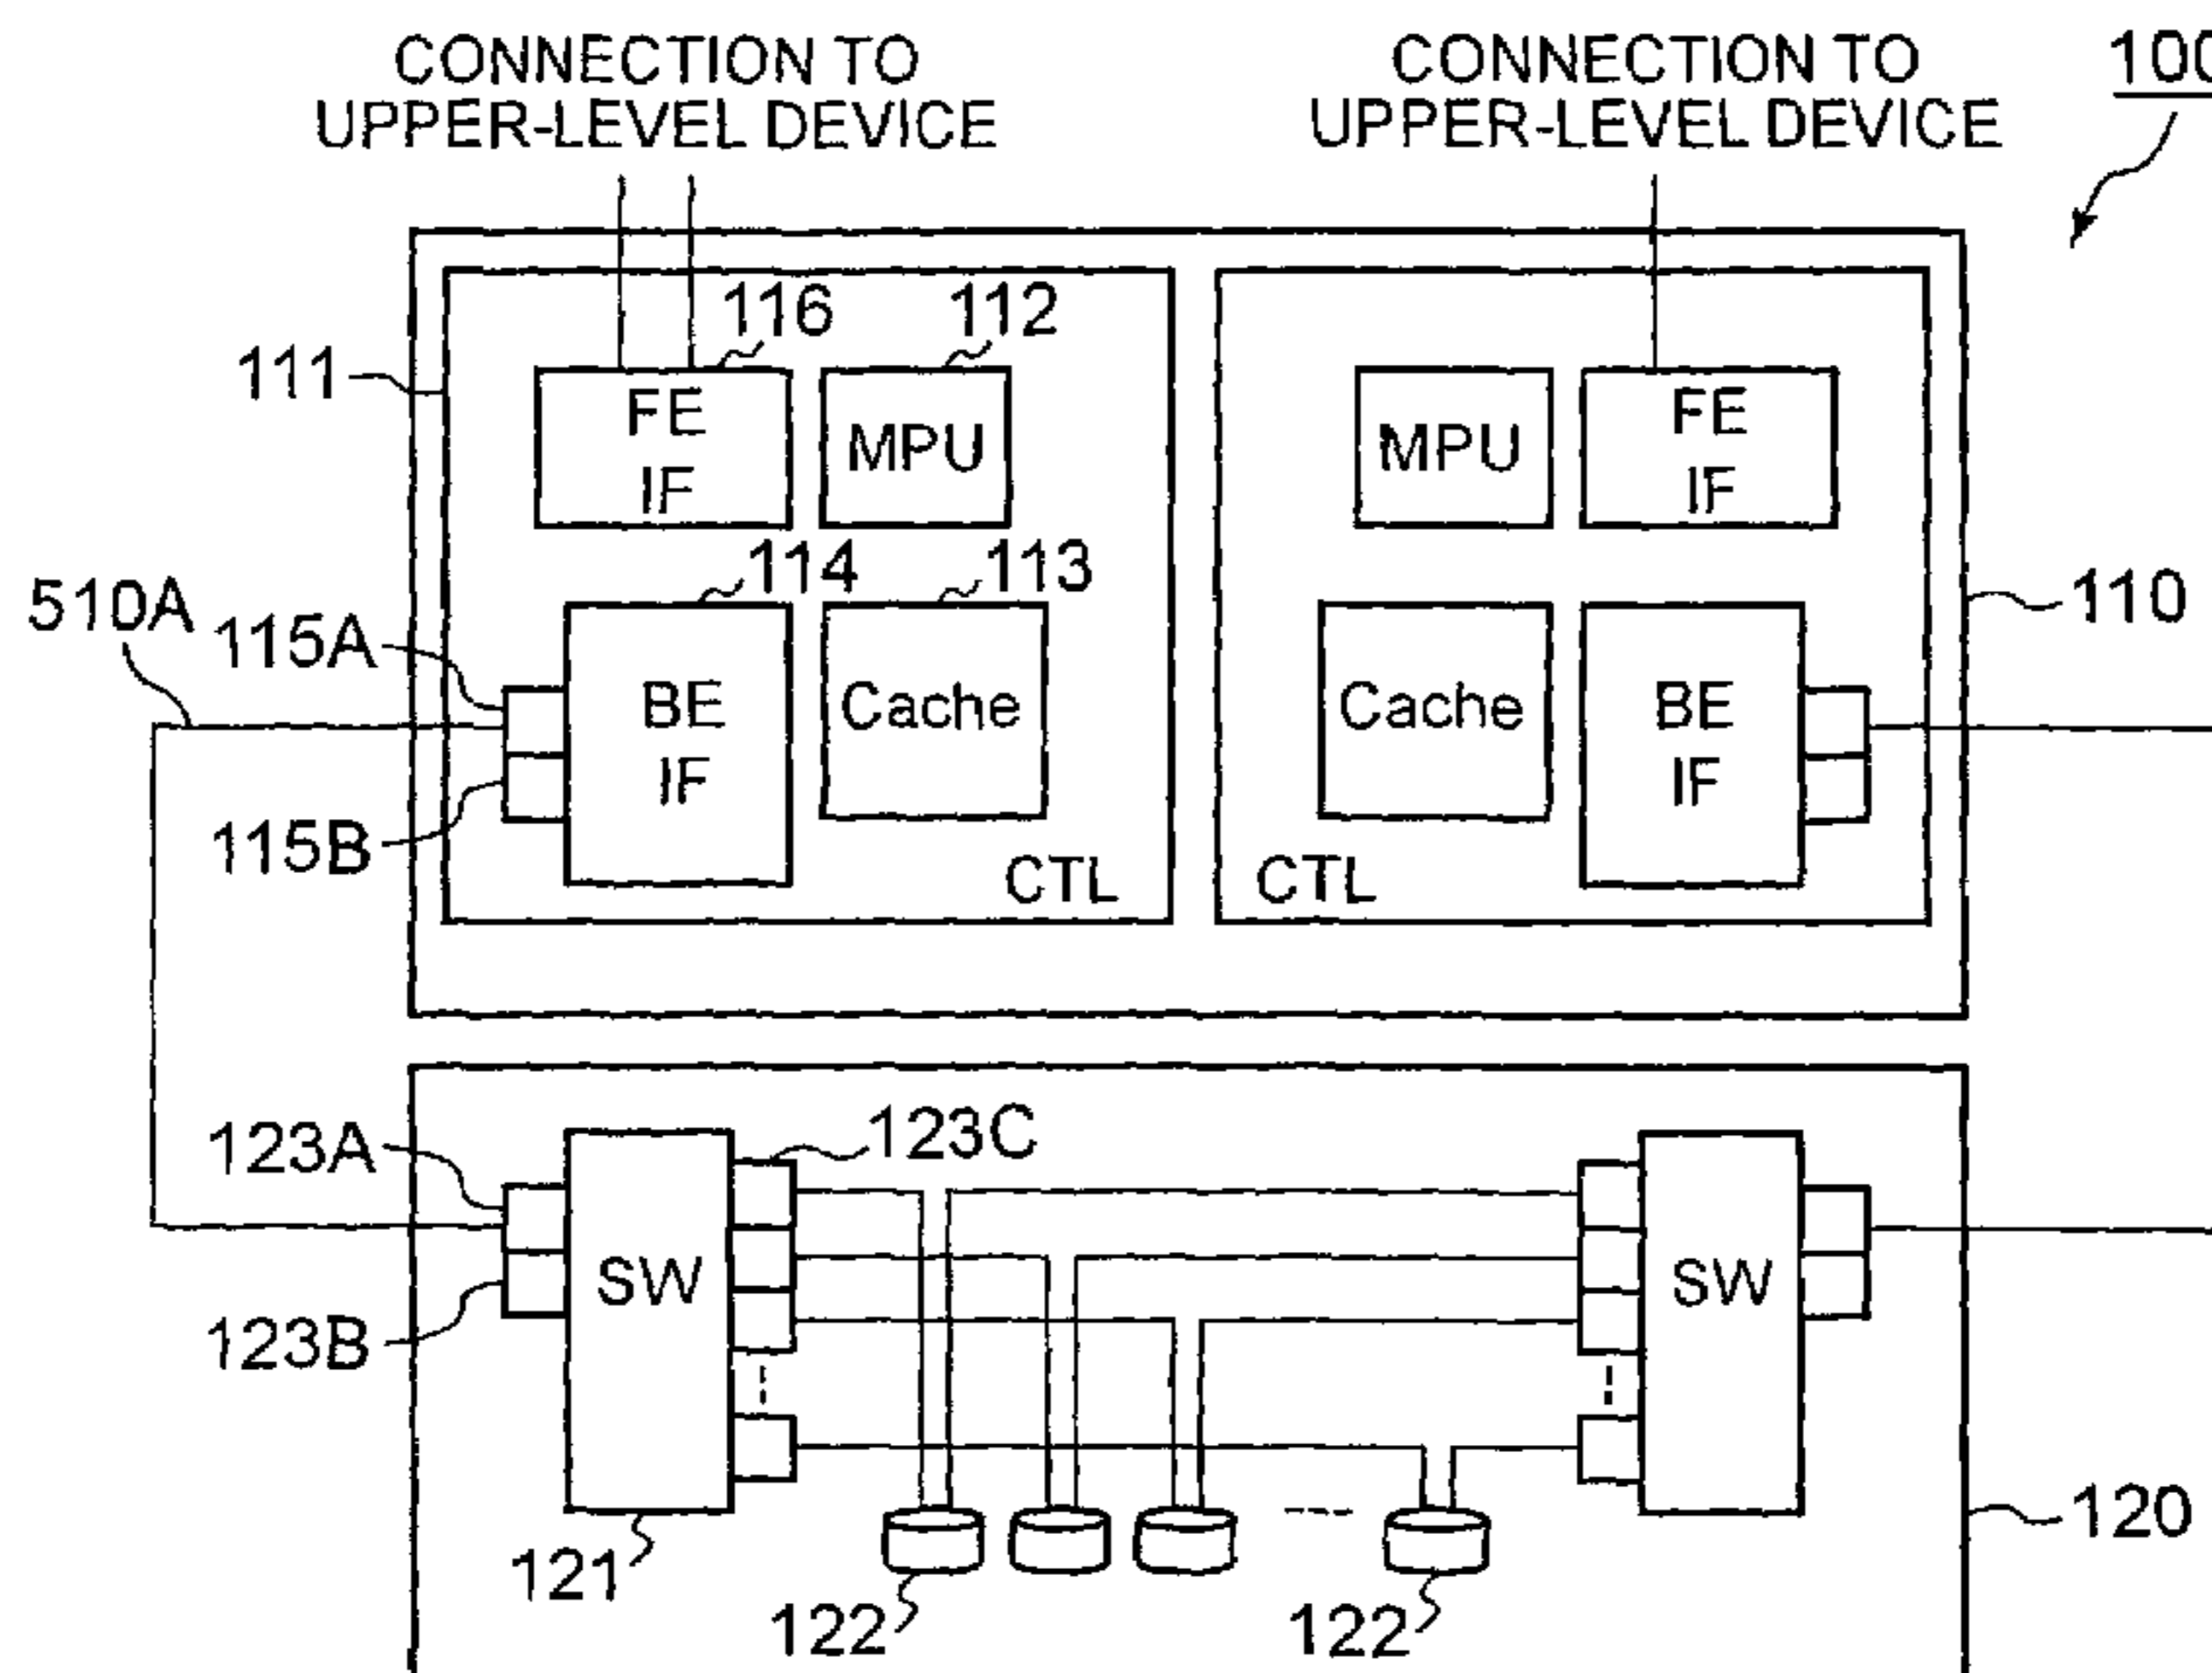 CONNECTION TO
UPPER-LEVEL DEVICE
CONNECTION TO
UPPER-LEVEL DEVICE
100
116
112
111
FE
IF
MPU
MPU
FE
IF
114
113
510A
115A
110
BE
IF
Cache
Cache
BE
IF
115B
CTL
CTL
123A
123C
SW
SW
123B
120
121
122
122